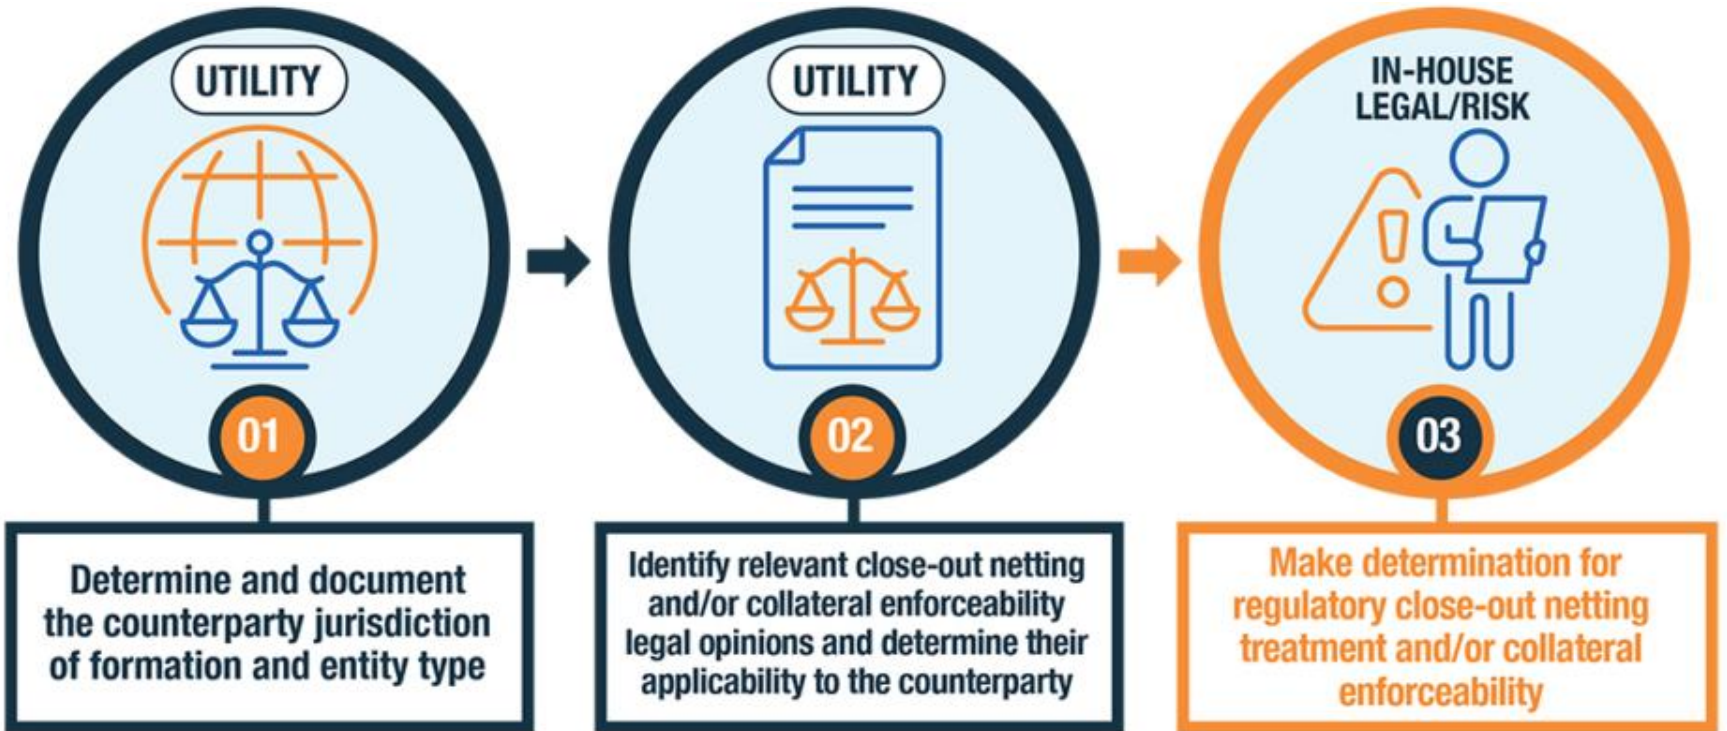 UTILITY
01
Determine and document
the counterparty jurisdiction
of formation and entity type
UTILITY
02
Identify relevant close-out netting
and/or collateral enforceability
legal opinions and determine their
applicability to the counterparty
IN-HOUSE
LEGAL/RISK
03
Make determination for
regulatory close-out netting
treatment and/or collateral
enforceability